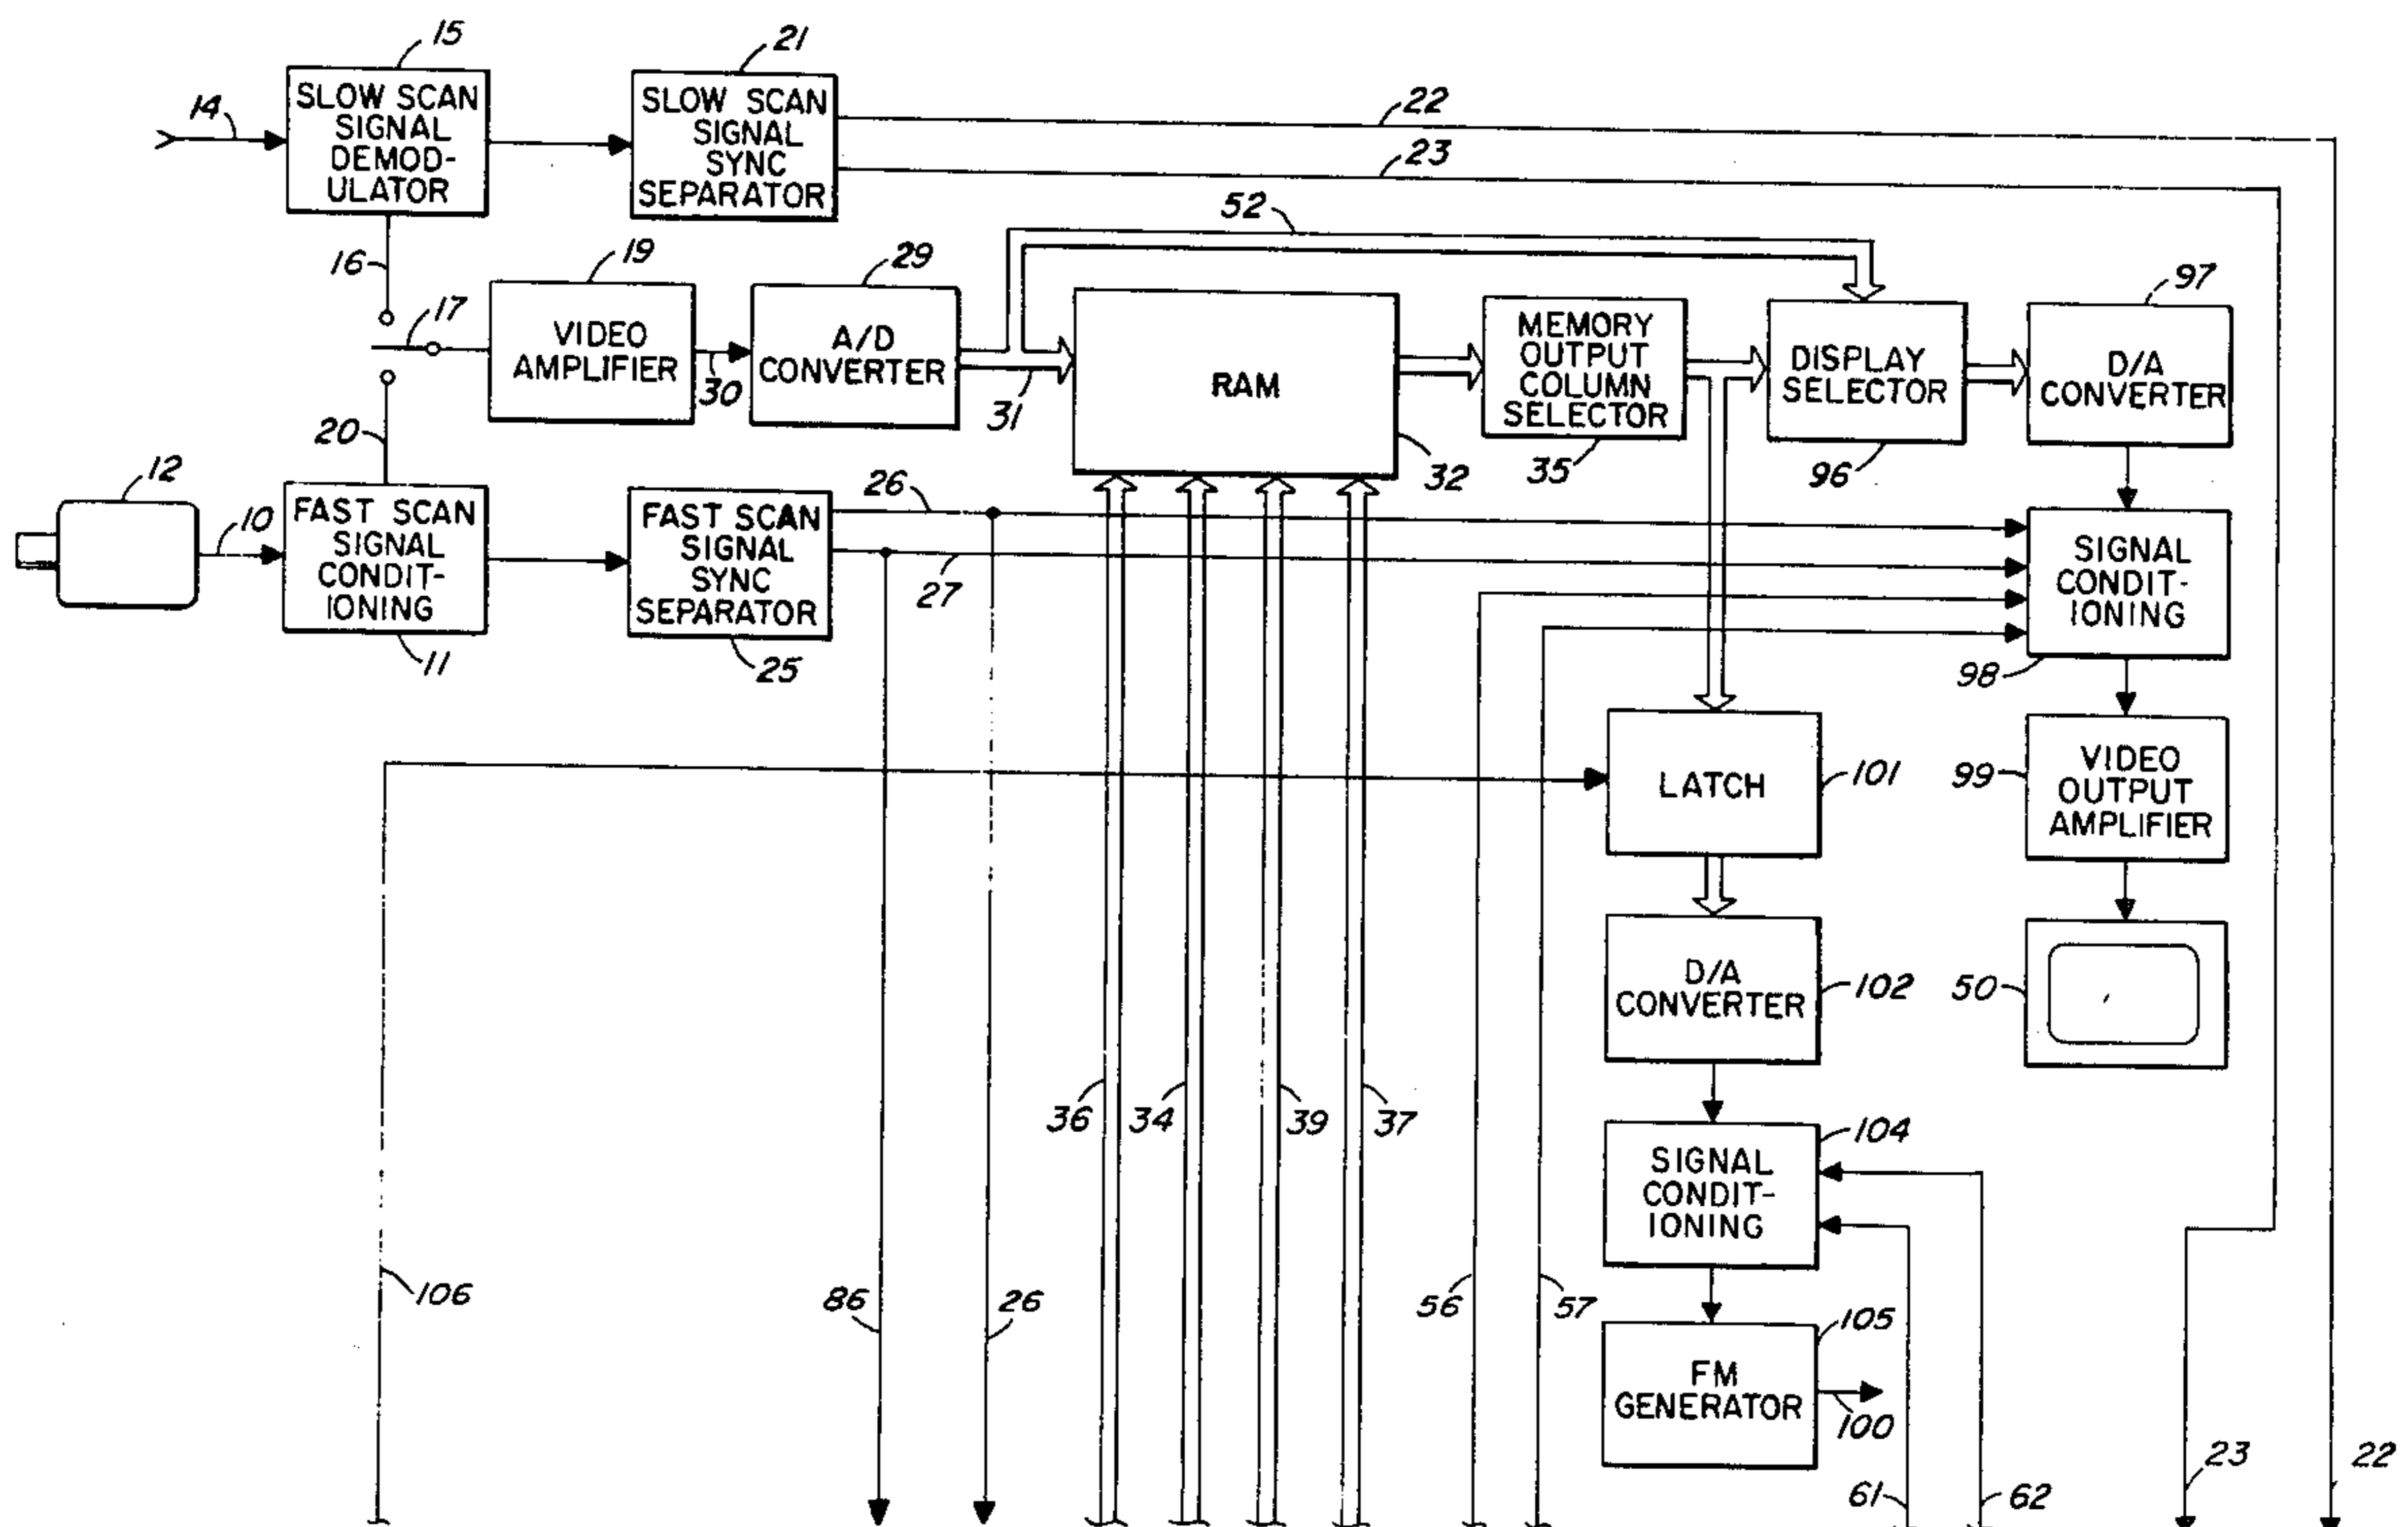 15
21
SLOW SCAN
SIGNAL
DEMOD-
ULATOR
14
SLOW SCAN
SIGNAL
SYNC
SEPARATOR
22
23
52
16
17
19
VIDEO
AMPLIFIER
30
29
A/D
CONVERTER
31
RAM
32
MEMORY
OUTPUT
COLUMN
SELECTOR
35
DISPLAY
SELECTOR
96
97
D/A
CONVERTER
20
12
10
FAST SCAN
SIGNAL
CONDIT-
IONING
11
FAST SCAN
SIGNAL
SYNC
SEPARATOR
25
26
27
SIGNAL
CONDIT-
IONING
98
LATCH
101
99
VIDEO
OUTPUT
AMPLIFIER
D/A
CONVERTER
102
50
36
34
39
37
104
SIGNAL
CONDIT-
IONING
106
86
26
56
57
105
FM
GENERATOR
100
61
62
23
22